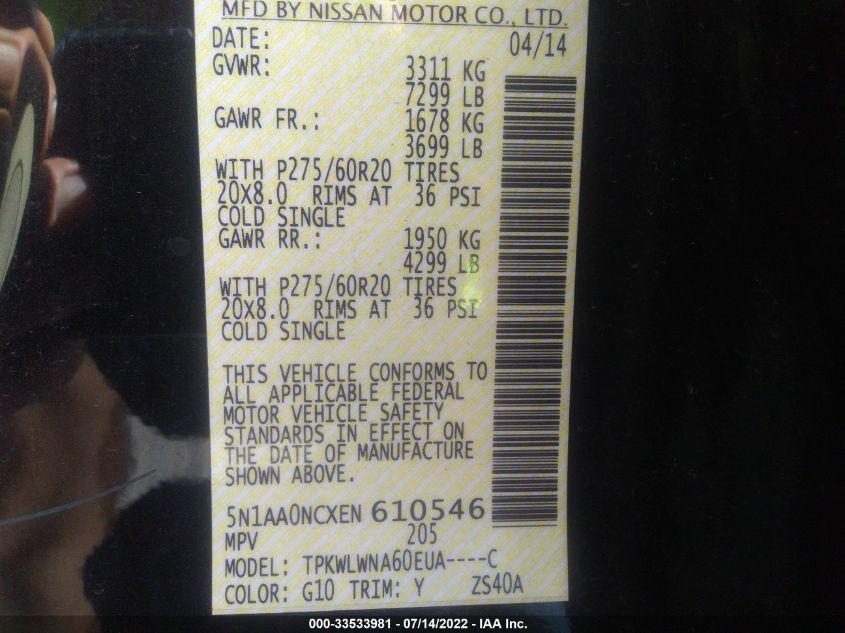 MFD BY NISSAN MOTOR CO., LTD.
DATE: 04/14
GVWR: 3311 KG
7299 LB
GAWR FR.: 1678 KG
3699 LB
WITH P275/60R20 TIRES
20X8.0 RIMS AT 36 PSI
COLD SINGLE
GAWR RR.: 1950 KG
4299 LB
WITH P275/60R20 TIRES
20X8.0 RIMS AT 36 PSI
COLD SINGLE
THIS VEHICLE CONFORMS TO
ALL APPLICABLE FEDERAL
MOTOR VEHICLE SAFETY
STANDARDS IN EFFECT ON
THE DATE OF MANUFACTURE
SHOWN ABOVE.
5N1AA0NCXEN 610546
MPV 205
MODEL: TPKWLWNA60EUA----C
COLOR: G10 TRIM: Y ZS40A
000-33533981 - 07/14/2022 - IAA Inc.